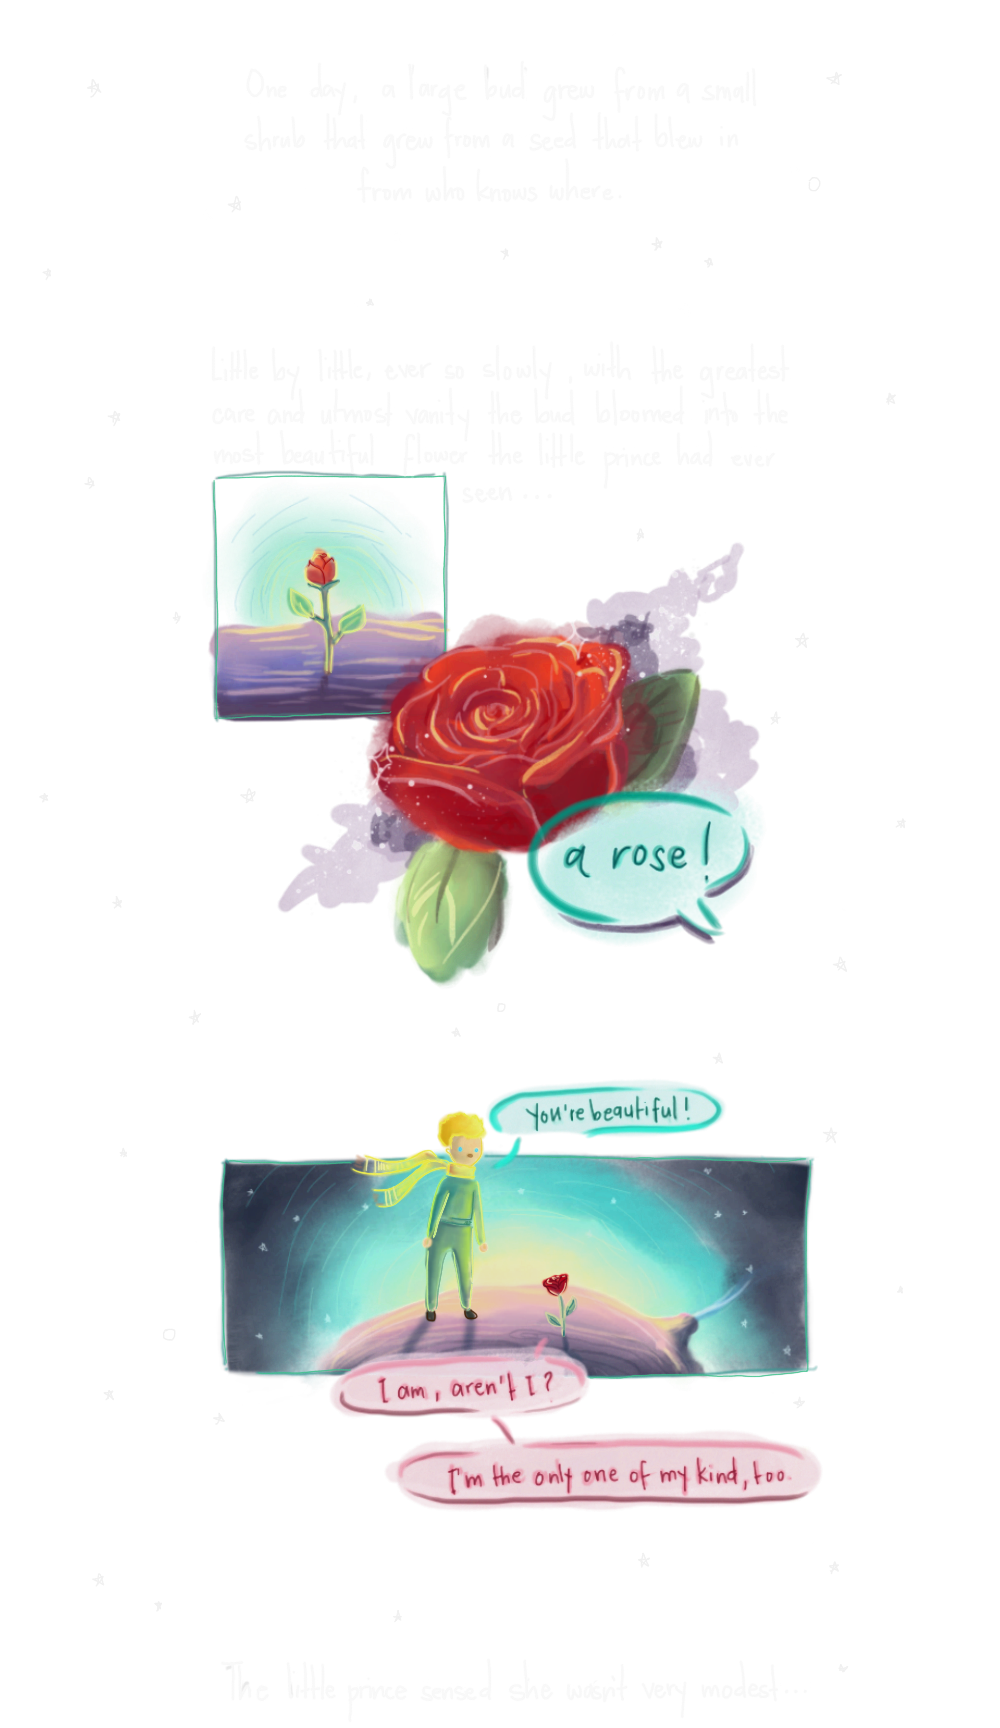 One day, a large bud grew from a small
shrub that grew from a seed that blew in
from who knows where.
Little by little, ever so slowly, with the greatest
care and utmost vanity the bud bloomed into the
most beautiful flower the little prince had ever
seen...
a rose!
You're beautiful!
I am, aren't I?
I'm the only one of my kind, too.
The little prince sensed she wasn't very modest...